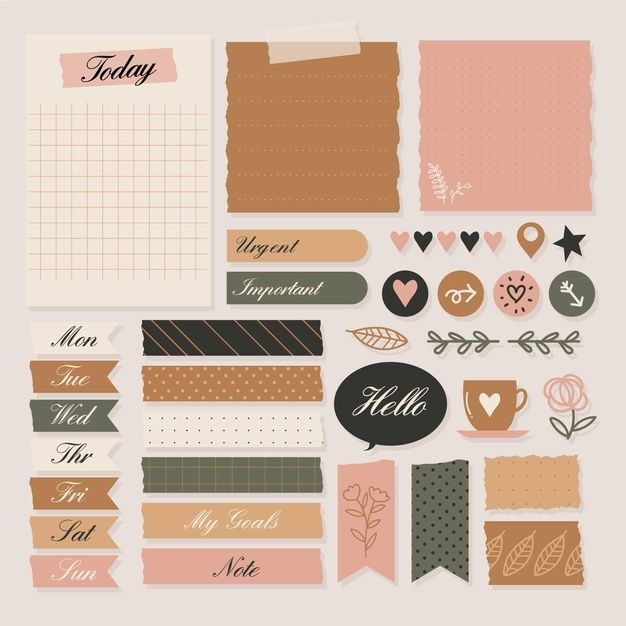 Today
Urgent
Important
Mon
Tue
Wed
Thr
Fri
Sat
Sun
Hello
My Goals
Note